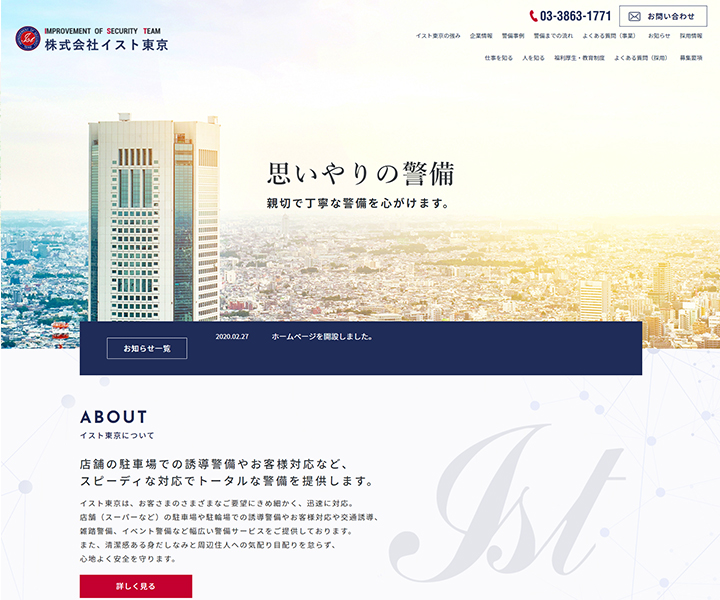 IMPROVEMENT OF SECURITY TEAM
株式会社イスト東京
03-3863-1771
お問い合わせ
イスト東京の強み 企業情報 警備事例 警備までの流れ よくある質問（事業） お知らせ 採用情報
仕事を知る 人を知る 福利厚生・教育制度 よくある質問（採用） 募集要項
思いやりの警備
親切で丁寧な警備を心がけます。
お知らせ一覧
2020.02.27 ホームページを開設しました。
ABOUT
イスト東京について
店舗の駐車場での誘導警備やお客様対応など、
スピーディな対応でトータルな警備を提供します。
イスト東京は、お客さまのさまざまなご要望にきめ細かく、迅速に対応。
店舗（スーパーなど）の駐車場や駐輪場での誘導警備やお客様対応や交通誘導、
雑踏警備、イベント警備など幅広い警備サービスをご提供しております。
また、清潔感ある身だしなみと周辺住人への気配り目配りを怠らず、
心地よく安全を守ります。
Ist
詳しく見る